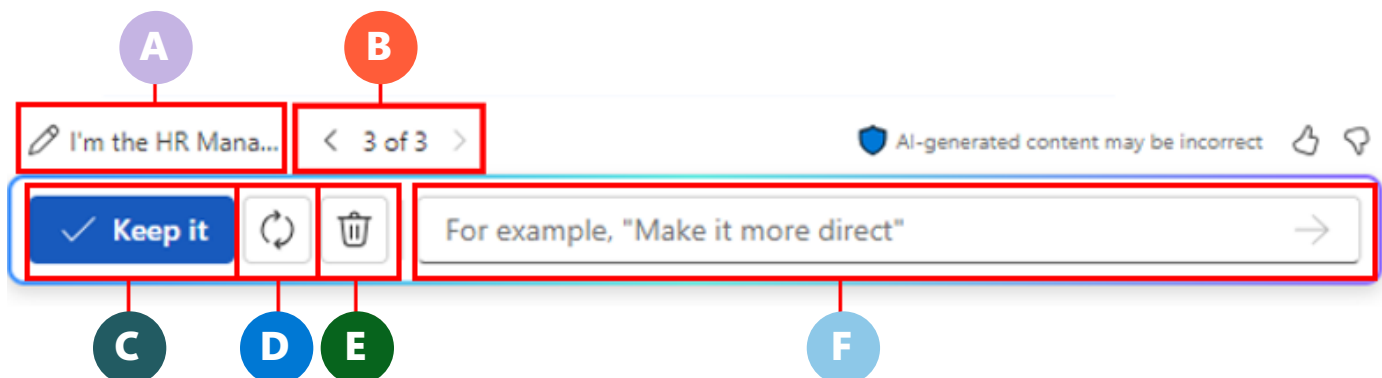 A B
I'm the HR Mana... 3 of 3 AI-generated content may be incorrect
Keep it For example, "Make it more direct"
C D E F